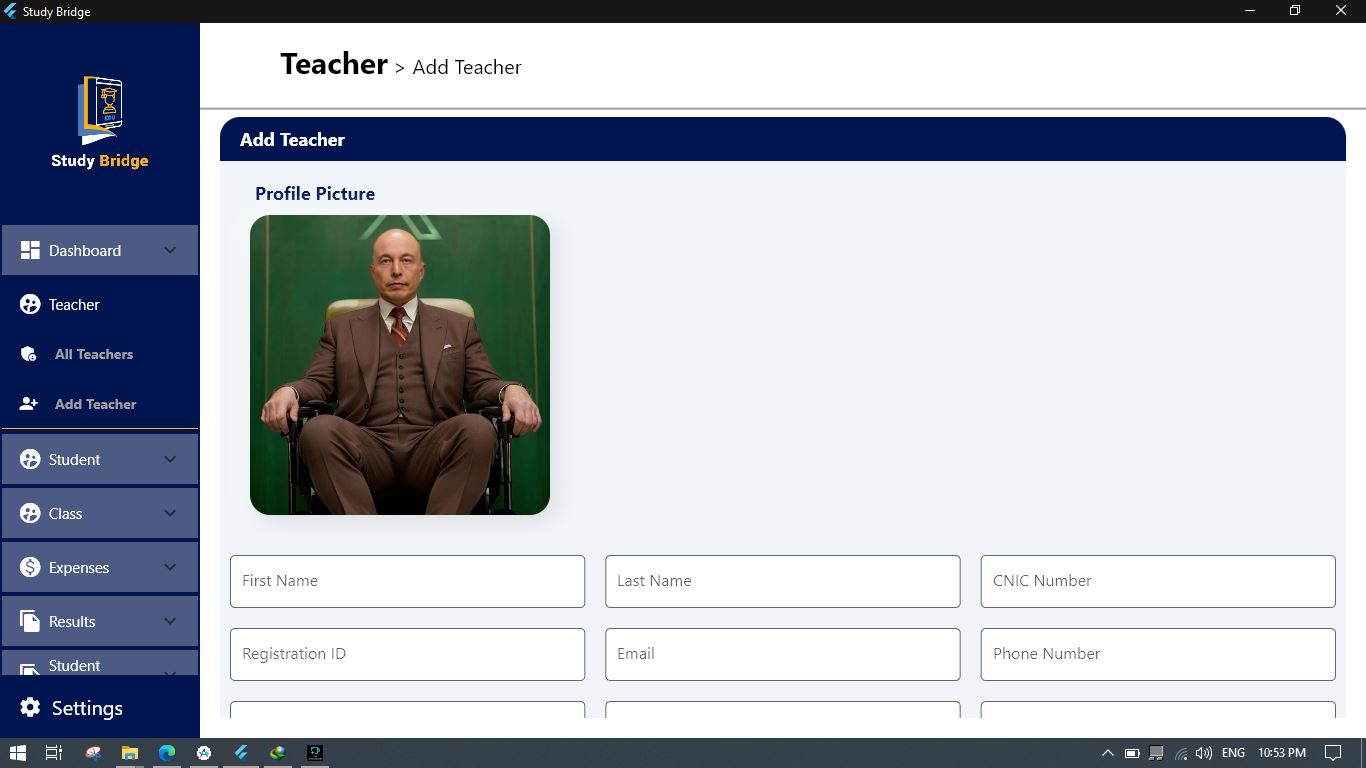 Study Bridge
Teacher > Add Teacher
EDU
Study Bridge
Dashboard
Teacher
All Teachers
Add Teacher
Student
Class
Expenses
Results
Student
Settings
Add Teacher
Profile Picture
First Name
Last Name
CNIC Number
Registration ID
Email
Phone Number
ENG
10:53 PM